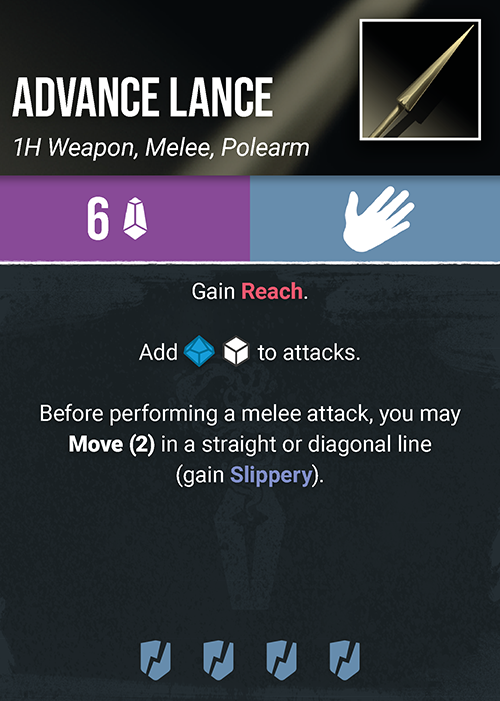 ADVANCE LANCE
1H Weapon, Melee, Polearm
6
Gain Reach.
Add to attacks.
Before performing a melee attack, you may
Move (2) in a straight or diagonal line
(gain Slippery).